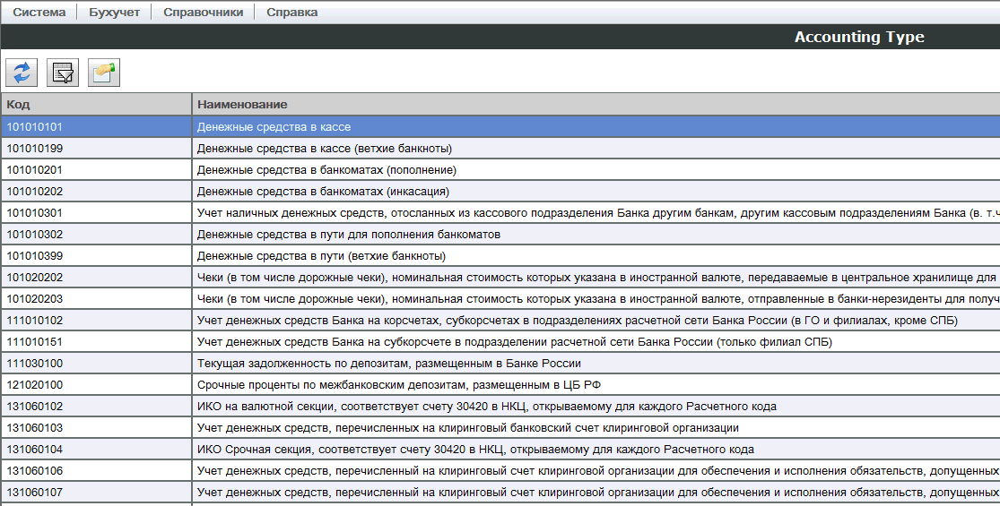 Система Бухучет Справочники Справка
Accounting Type
Код Наименование
101010101 Денежные средства в кассе
101010199 Денежные средства в кассе (ветхие банкноты)
101010201 Денежные средства в банкоматах (пополнение)
101010202 Денежные средства в банкоматах (инкасация)
101010301 Учет наличных денежных средств, отосланных из кассового подразделения Банка другим банкам, другим кассовым подразделениям Банка (в. т.ч
101010302 Денежные средства в пути для пополнения банкоматов
101010399 Денежные средства в пути (ветхие банкноты)
101020202 Чеки (в том числе дорожные чеки), номинальная стоимость которых указана в иностранной валюте, передаваемые в центральное хранилище для
101020203 Чеки (в том числе дорожные чеки), номинальная стоимость которых указана в иностранной валюте, отправленные в банки-нерезиденты для получ
111010102 Учет денежных средств Банка на корсчетах, субкорсчетах в подразделениях расчетной сети Банка России (в ГО и филиалах, кроме СПБ)
111010151 Учет денежных средств Банка на субкорсчете в подразделении расчетной сети Банка России (только филиал СПБ)
111030100 Текущая задолженность по депозитам, размещенным в Банке России
121020100 Срочные проценты по межбанковским депозитам, размещенным в ЦБ РФ
131060102 ИКО на валютной секции, соответствует счету 30420 в НКЦ, открываемому для каждого Расчетного кода
131060103 Учет денежных средств, перечисленных на клиринговый банковский счет клиринговой организации
131060104 ИКО Срочная секция, соответствует счету 30420 в НКЦ, открываемому для каждого Расчетного кода
131060106 Учет денежных средств, перечисленный на клиринговый счет клиринговой организации для обеспечения и исполнения обязательств, допущенных
131060107 Учет денежных средств, перечисленный на клиринговый счет клиринговой организации для обеспечения и исполнения обязательств, допущенных